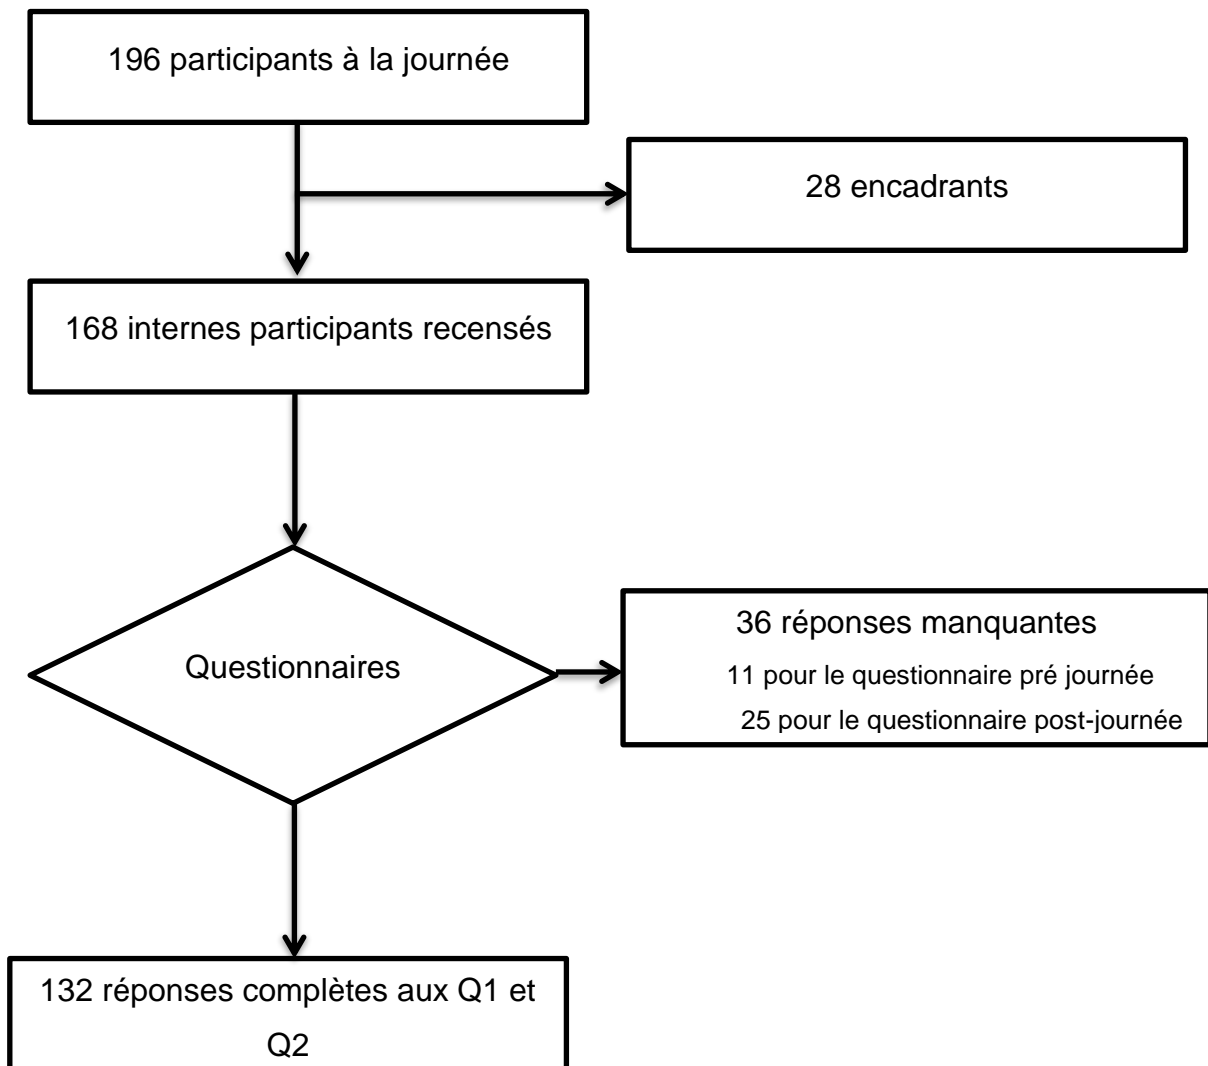 196 participants à la journée
28 encadrants
168 internes participants recensés
Questionnaires
36 réponses manquantes
11 pour le questionnaire pré journée
25 pour le questionnaire post-journée
132 réponses complètes aux Q1 et
Q2